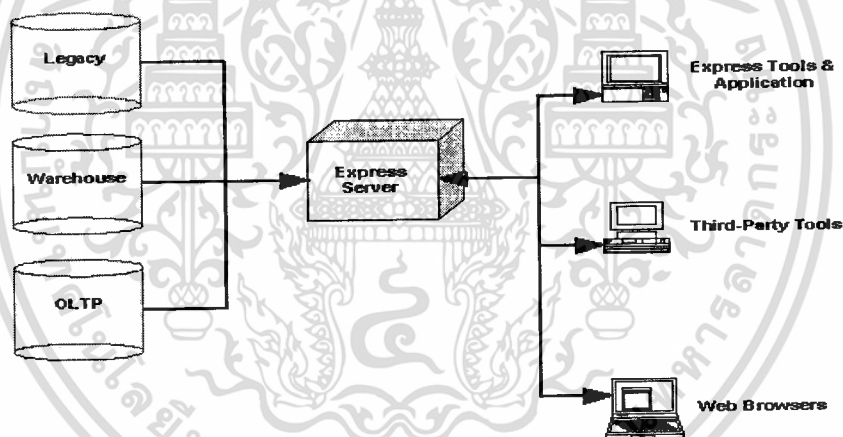 Legacy
Warehouse
OLTP
Express
Server
Express Tools &
Application
Third-Party Tools
Web Browsers